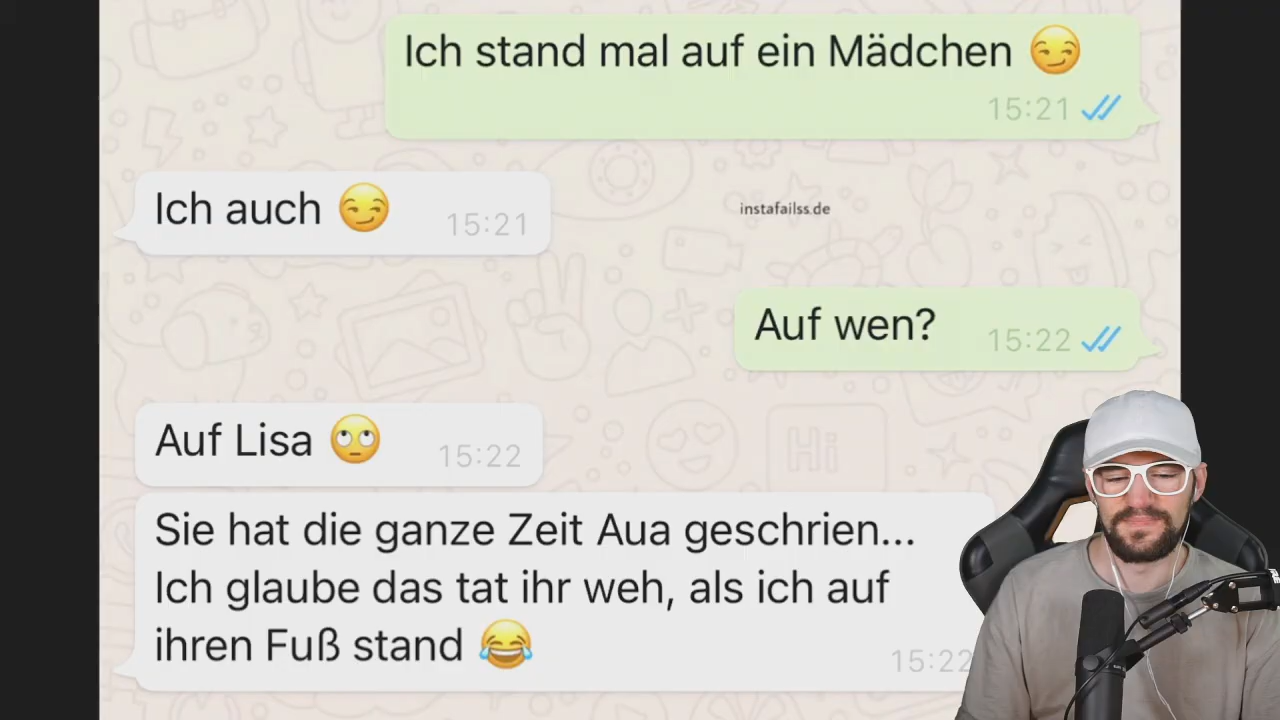 Ich stand mal auf ein Mädchen 😏
15:21
Ich auch 😏 15:21
instafailss.de
Auf wen? 15:22
Auf Lisa 🙄 15:22
Sie hat die ganze Zeit Aua geschrien...
Ich glaube das tat ihr weh, als ich auf
ihren Fuß stand 😂
15:22
Hi